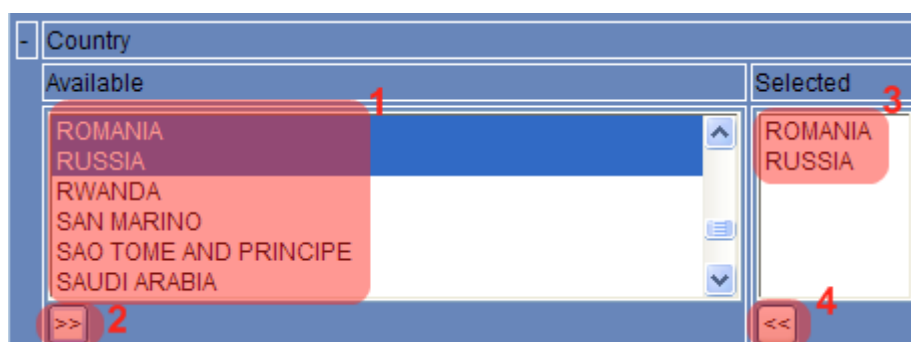 - Country
Available Selected
1 3
ROMANIA ROMANIA
RUSSIA RUSSIA
RWANDA
SAN MARINO
SAO TOME AND PRINCIPE
SAUDI ARABIA
>> 2 << 4